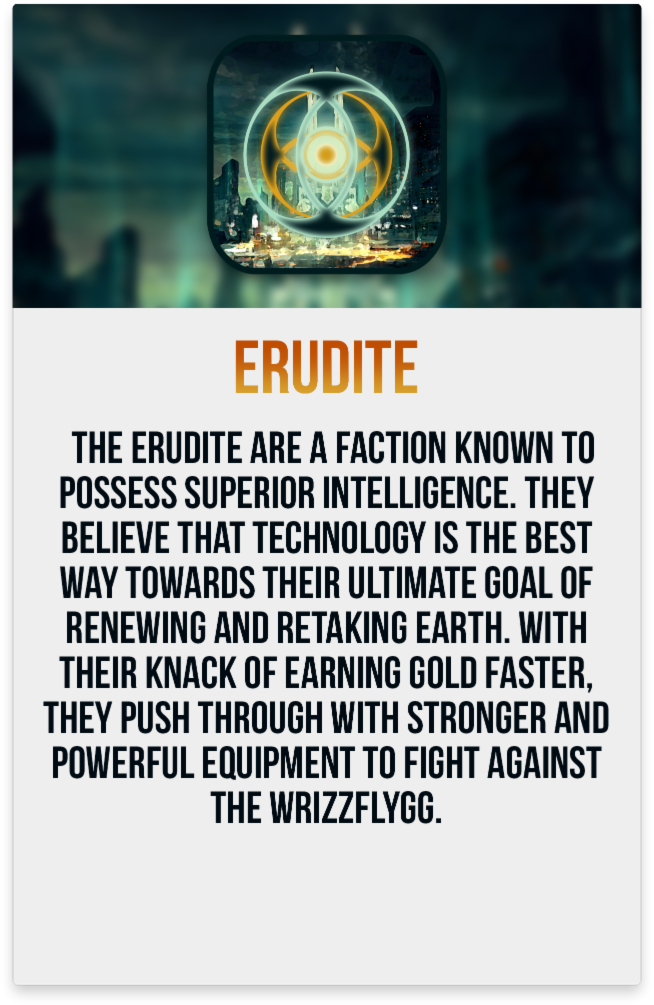 ERUDITE
THE ERUDITE ARE A FACTION KNOWN TO
POSSESS SUPERIOR INTELLIGENCE. THEY
BELIEVE THAT TECHNOLOGY IS THE BEST
WAY TOWARDS THEIR ULTIMATE GOAL OF
RENEWING AND RETAKING EARTH. WITH
THEIR KNACK OF EARNING GOLD FASTER,
THEY PUSH THROUGH WITH STRONGER AND
POWERFUL EQUIPMENT TO FIGHT AGAINST
THE WRIZZFLYGG.